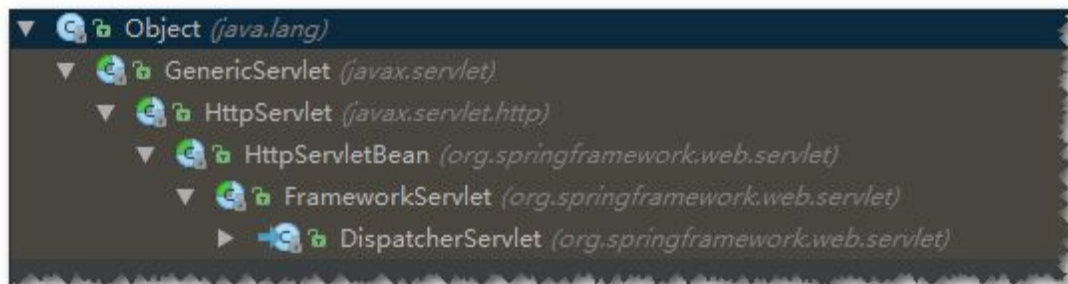 Object (java.lang)
GenericServlet (javax.servlet)
HttpServlet (javax.servlet.http)
HttpServletBean (org.springframework.web.servlet)
FrameworkServlet (org.springframework.web.servlet)
DispatcherServlet (org.springframework.web.servlet)